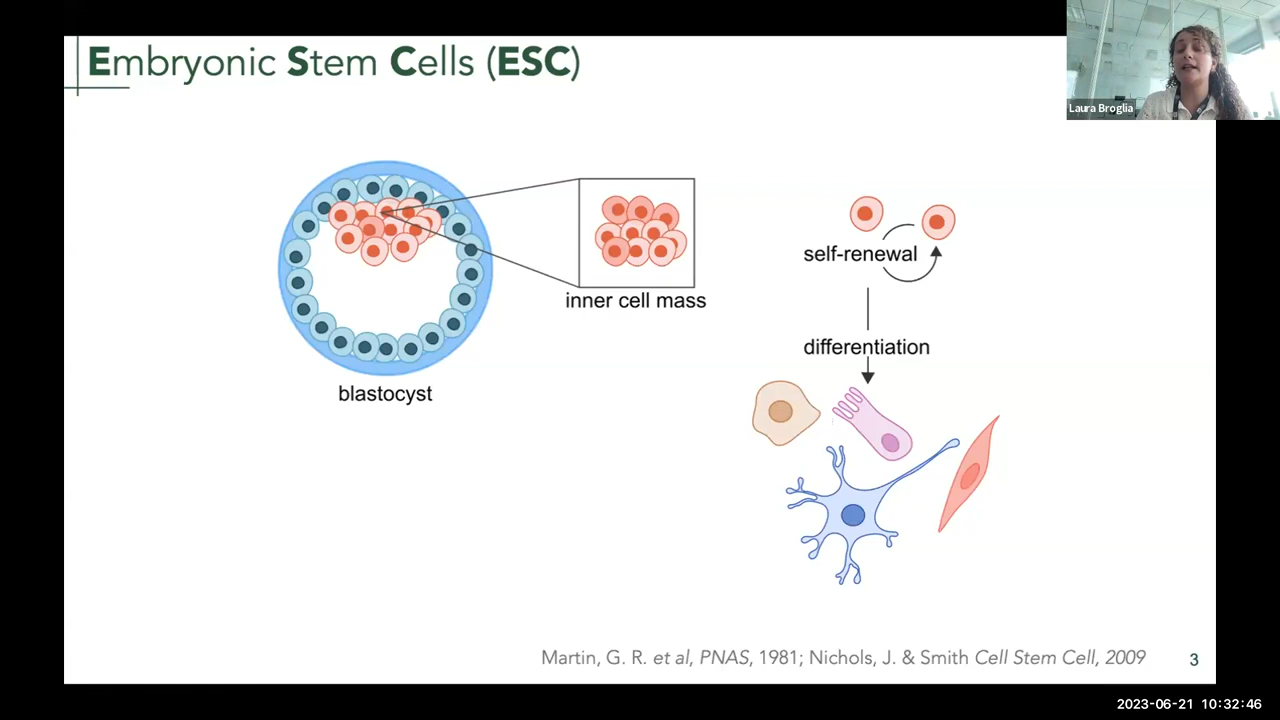 Embryonic Stem Cells (ESC)
Laura Broglia
inner cell mass
blastocyst
self-renewal
differentiation
Martin, G. R. et al, PNAS, 1981; Nichols, J. & Smith Cell Stem Cell, 2009
3
2023-06-21 10:32:46